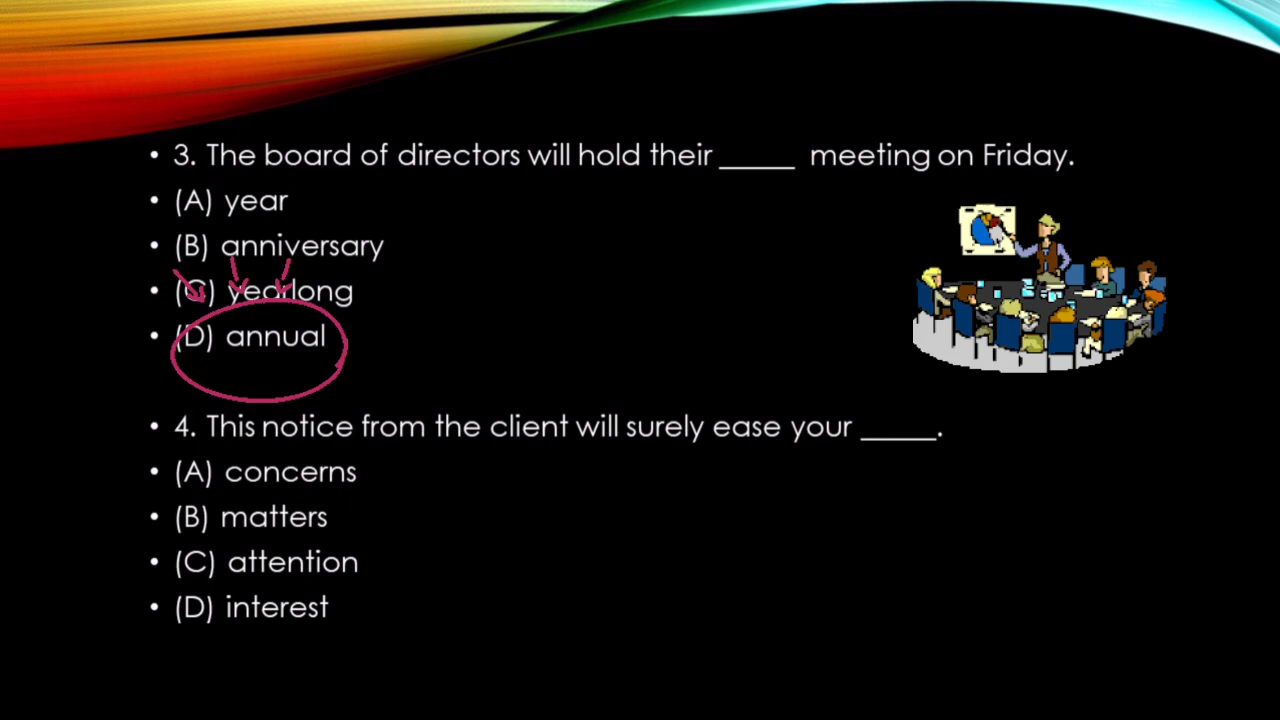 • 3. The board of directors will hold their _____ meeting on Friday.
• (A) year
• (B) anniversary
• (C) yearlong
• (D) annual
• 4. This notice from the client will surely ease your _____.
• (A) concerns
• (B) matters
• (C) attention
• (D) interest